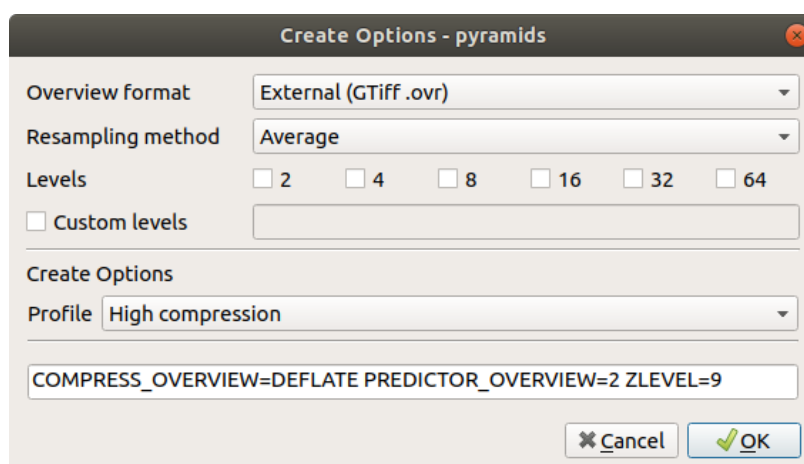 Create Options - pyramids
Overview format External (GTiff .ovr)
Resampling method Average
Levels 2 4 8 16 32 64
Custom levels
Create Options
Profile High compression
COMPRESS_OVERVIEW=DEFLATE PREDICTOR_OVERVIEW=2 ZLEVEL=9
Cancel OK